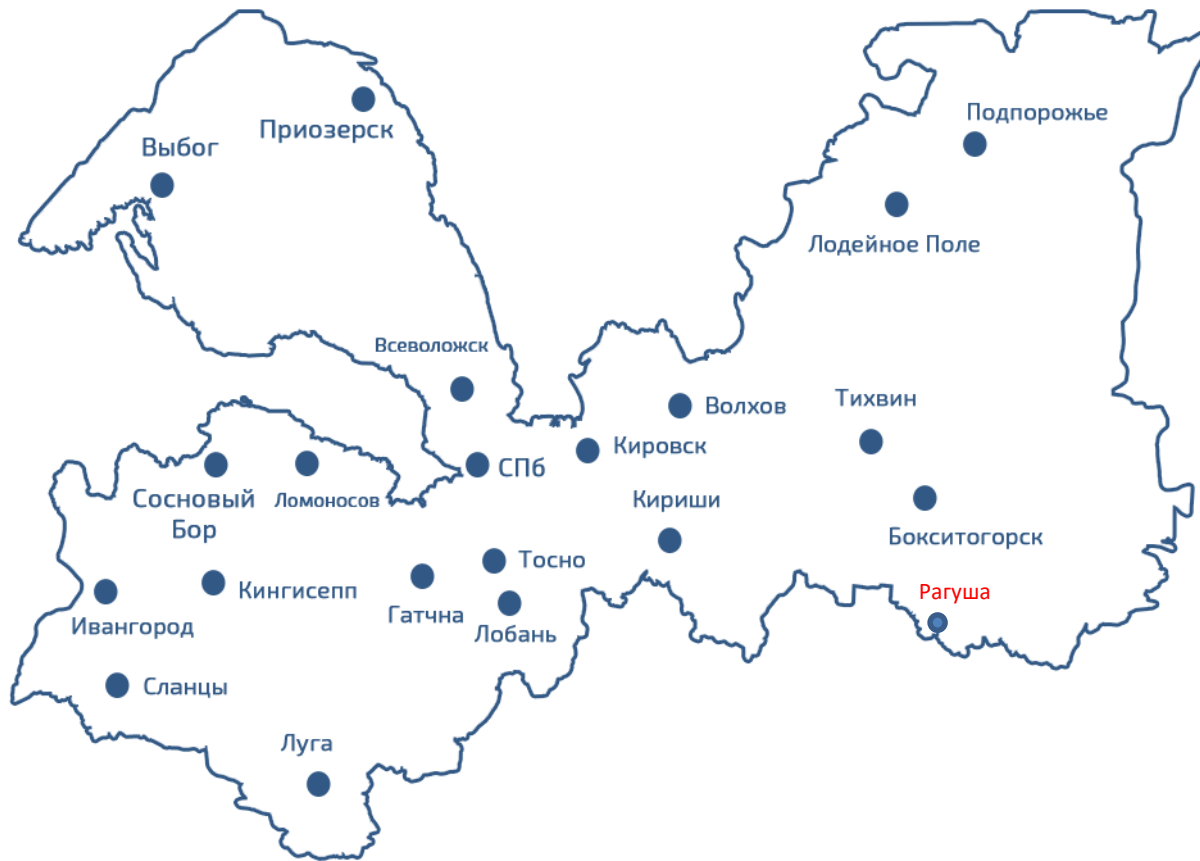 Подпорожье
Приозерск
Выбог
Лодейное Поле
Всеволожск
Тихвин
Волхов
Кировск
СПб
Сосновый
Бор
Ломоносов
Кириши
Бокситогорск
Тосно
Кингисепп
Гатчна
Рагуша
Ивангород
Лобань
Сланцы
Луга